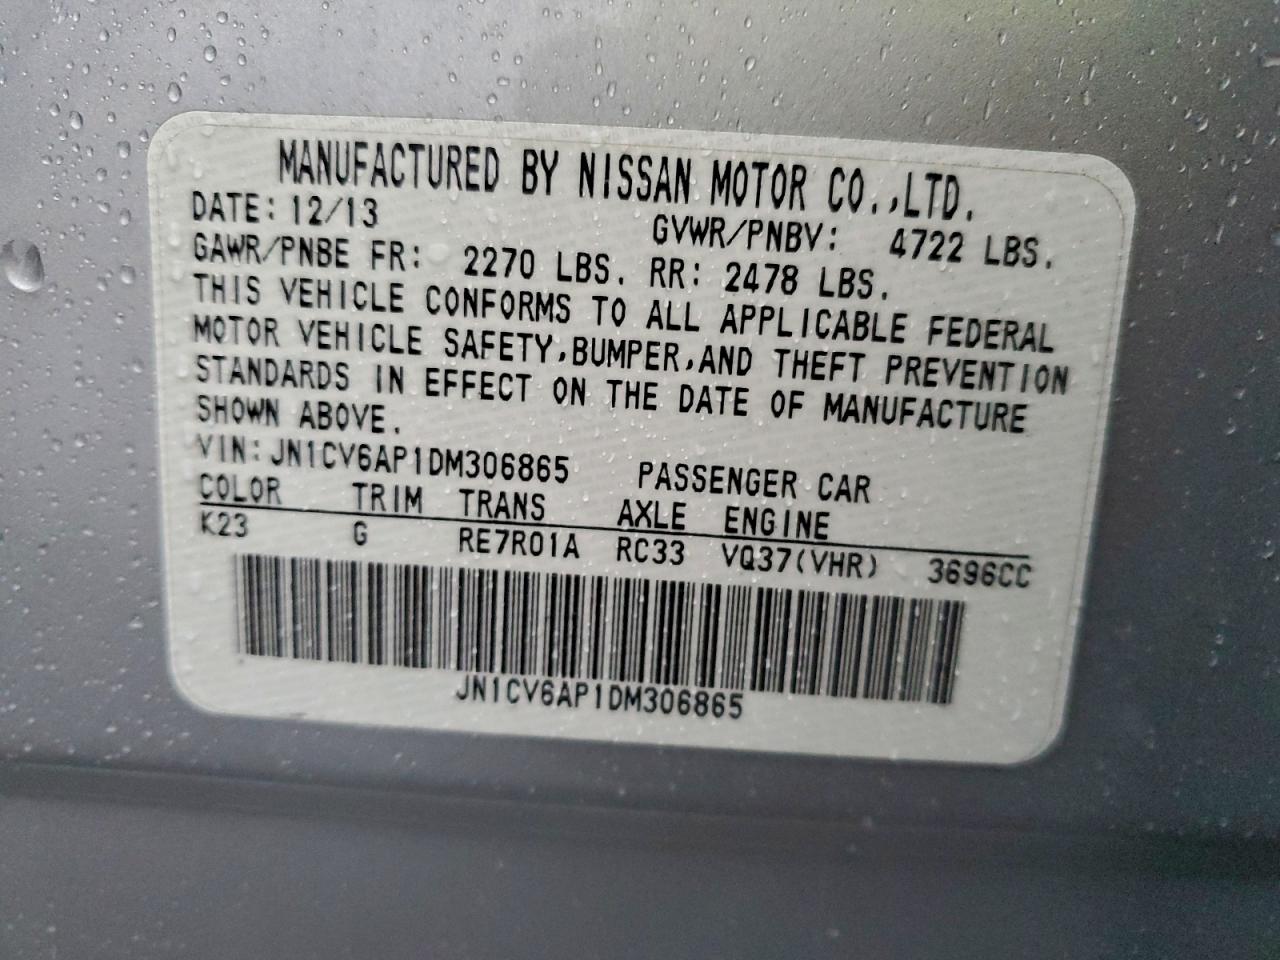 MANUFACTURED BY NISSAN MOTOR CO.,LTD.
DATE: 12/13 GVWR/PNBV: 4722 LBS.
GAWR/PNBE FR: 2270 LBS. RR: 2478 LBS.
THIS VEHICLE CONFORMS TO ALL APPLICABLE FEDERAL
MOTOR VEHICLE SAFETY,BUMPER,AND THEFT PREVENTION
STANDARDS IN EFFECT ON THE DATE OF MANUFACTURE
SHOWN ABOVE.
VIN:JN1CV6AP1DM306865 PASSENGER CAR
COLOR TRIM TRANS AXLE ENGINE
K23 G RE7R01A RC33 VQ37(VHR) 3696CC
JN1CV6AP1DM306865